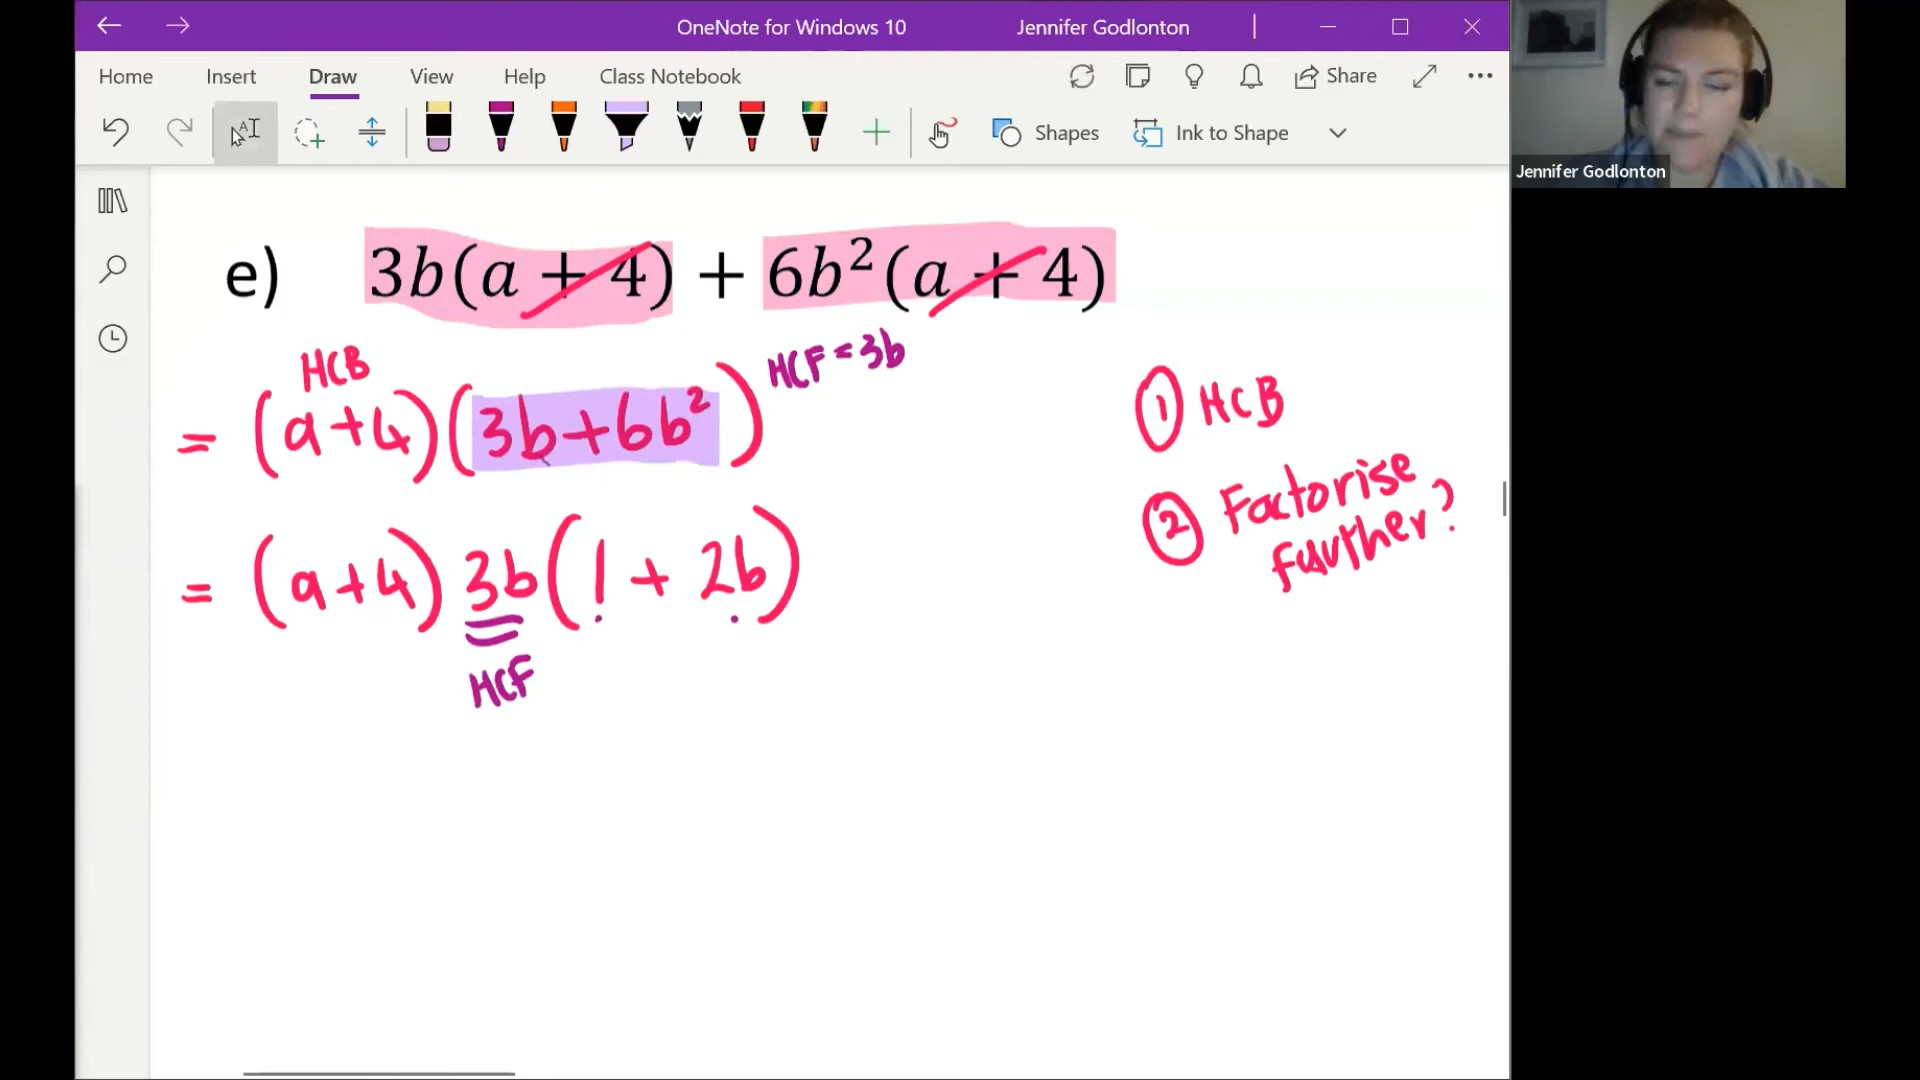 OneNote for Windows 10 Jennifer Godlonton
Home Insert Draw View Help Class Notebook Share
Shapes Ink to Shape
Jennifer Godlonton
e) 3b(a + 4) + 6b²(a + 4)
HCB
HCF = 3b
= (a+4)(3b+6b²)
① HCB
② Factorise
further?
= (a+4) 3b(1 + 2b)
HCF